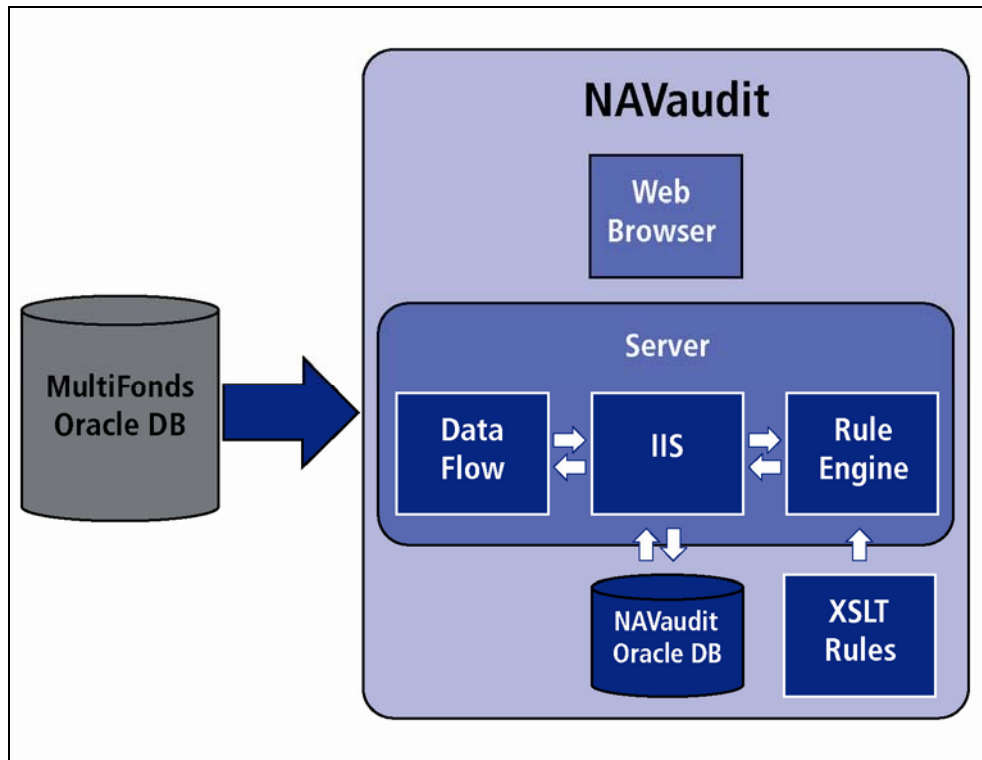 NAVaudit
Web
Browser
Server
MultiFonds
Oracle DB
Data
Flow
IIS
Rule
Engine
NAVaudit
Oracle DB
XSLT
Rules